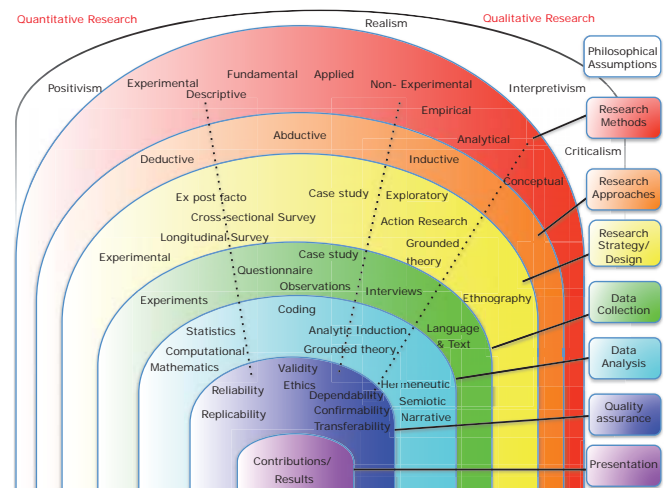 Quantitative Research
Qualitative Research
Realism
Positivism
Interpretivism
Criticalism
Philosophical
Assumptions
Experimental
Fundamental
Applied
Non- Experimental
Descriptive
Empirical
Analytical
Conceptual
Research
Methods
Abductive
Deductive
Inductive
Research
Approaches
Ex post facto
Case study
Exploratory
Cross-sectional Survey
Action Research
Longitudinal Survey
Grounded
theory
Experimental
Ethnography
Research
Strategy/
Design
Case study
Questionnaire
Observations
Interviews
Experiments
Language
& Text
Data
Collection
Coding
Statistics
Analytic Induction
Computational
Mathematics
Grounded theory
Hermeneutic
Semiotic
Narrative
Data
Analysis
Validity
Ethics
Reliability
Dependability
Replicability
Confirmability
Transferability
Quality
assurance
Contributions/
Results
Presentation